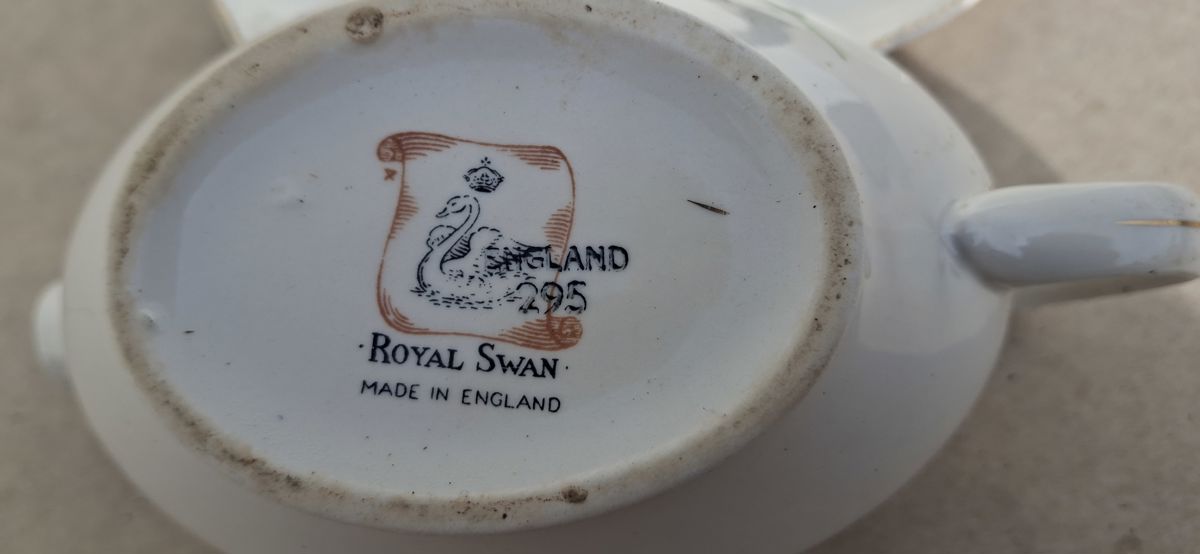 ENGLAND
295
·ROYAL SWAN·
MADE IN ENGLAND